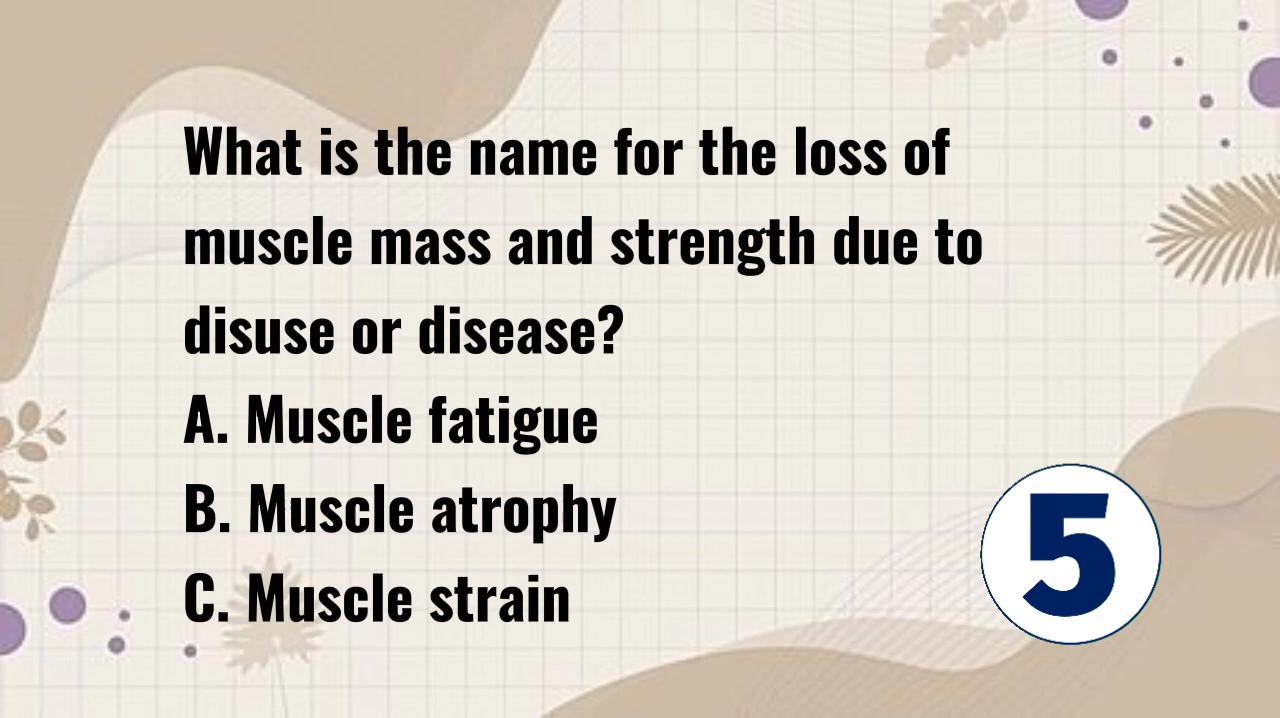 What is the name for the loss of
muscle mass and strength due to
disuse or disease?
A. Muscle fatigue
B. Muscle atrophy
C. Muscle strain
5